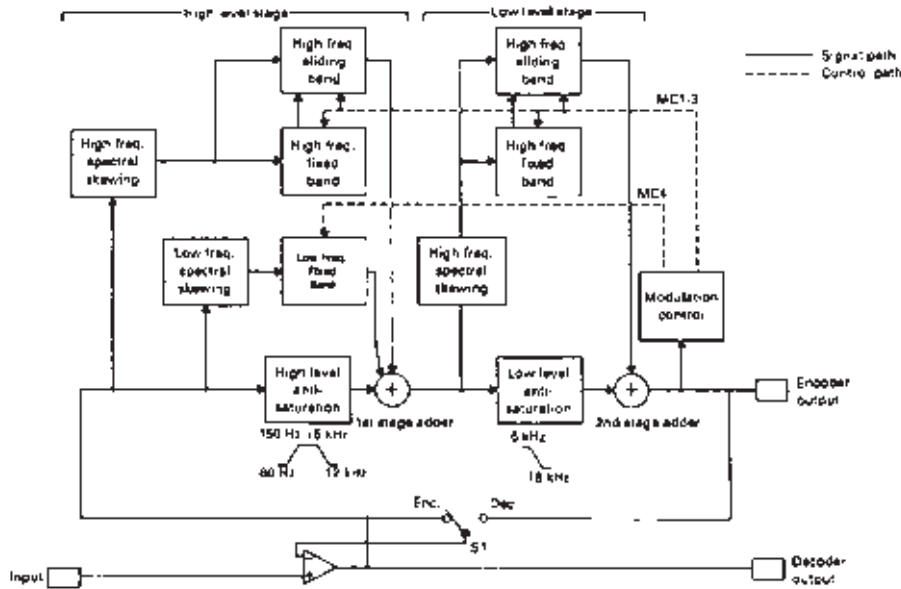 High level stage
Low level stage
High freq.
sliding
band
High freq.
sliding
band
Signal path
Control path
MC1-3
High freq.
spectral
skewing
High freq.
fixed
band
High freq.
fixed
band
MC4
Low freq.
spectral
skewing
Low freq.
fixed
band
High freq.
spectral
skewing
Modulation
control
High level
anti-
saturation
+
Low level
anti-
saturation
+
Encoder
output
1st stage adder
2nd stage adder
150 Hz
kHz
80 Hz
12 kHz
kHz
kHz
Enc.
Dec
S1
Input
Decoder
output